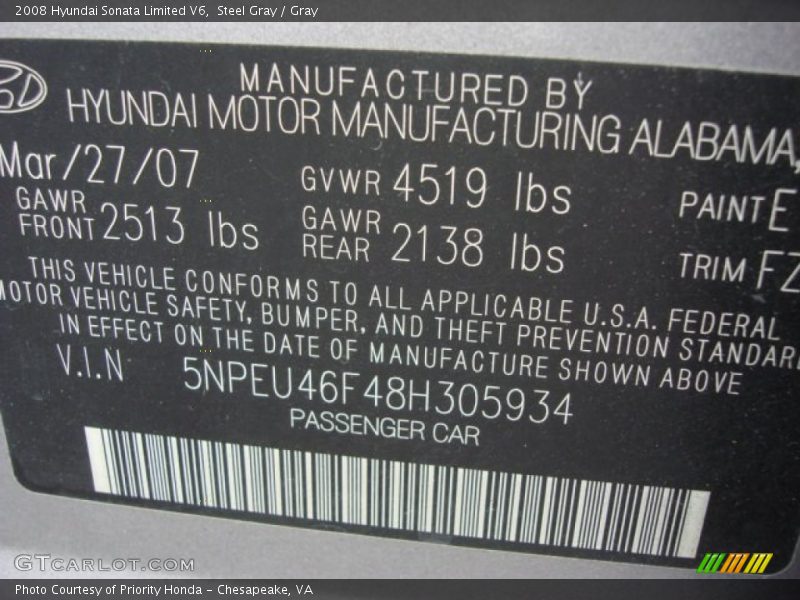 2008 Hyundai Sonata Limited V6, Steel Gray / Gray
MANUFACTURED BY
HYUNDAI MOTOR MANUFACTURING ALABAMA,
Mar/27/07
GVWR 4519 lbs
PAINT E
GAWR
FRONT 2513 lbs
GAWR
REAR 2138 lbs
TRIM FZ
THIS VEHICLE CONFORMS TO ALL APPLICABLE U.S.A. FEDERAL
MOTOR VEHICLE SAFETY, BUMPER, AND THEFT PREVENTION STANDARD
IN EFFECT ON THE DATE OF MANUFACTURE SHOWN ABOVE
V.I.N 5NPEU46F48H305934
PASSENGER CAR
GTCARLOT.COM
Photo Courtesy of Priority Honda - Chesapeake, VA